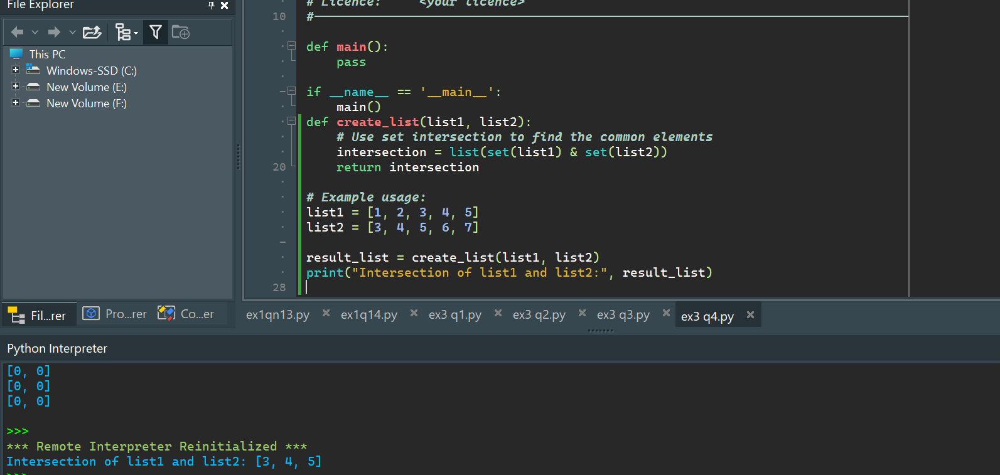 File Explorer
This PC
Windows-SSD (C:)
New Volume (E:)
New Volume (F:)
Fil...rer
Pro...rer
Co...er
# Licence:     <your licence>
10 #
def main():
    pass
if __name__ == '__main__':
    main()
def create_list(list1, list2):
    # Use set intersection to find the common elements
    intersection = list(set(list1) & set(list2))
20     return intersection
# Example usage:
list1 = [1, 2, 3, 4, 5]
list2 = [3, 4, 5, 6, 7]
result_list = create_list(list1, list2)
print("Intersection of list1 and list2:", result_list)
28
ex1qn13.py × ex1q14.py × ex3 q1.py × ex3 q2.py × ex3 q3.py × ex3 q4.py ×
Python Interpreter
[0, 0]
[0, 0]
[0, 0]
>>>
*** Remote Interpreter Reinitialized ***
Intersection of list1 and list2: [3, 4, 5]
>>>